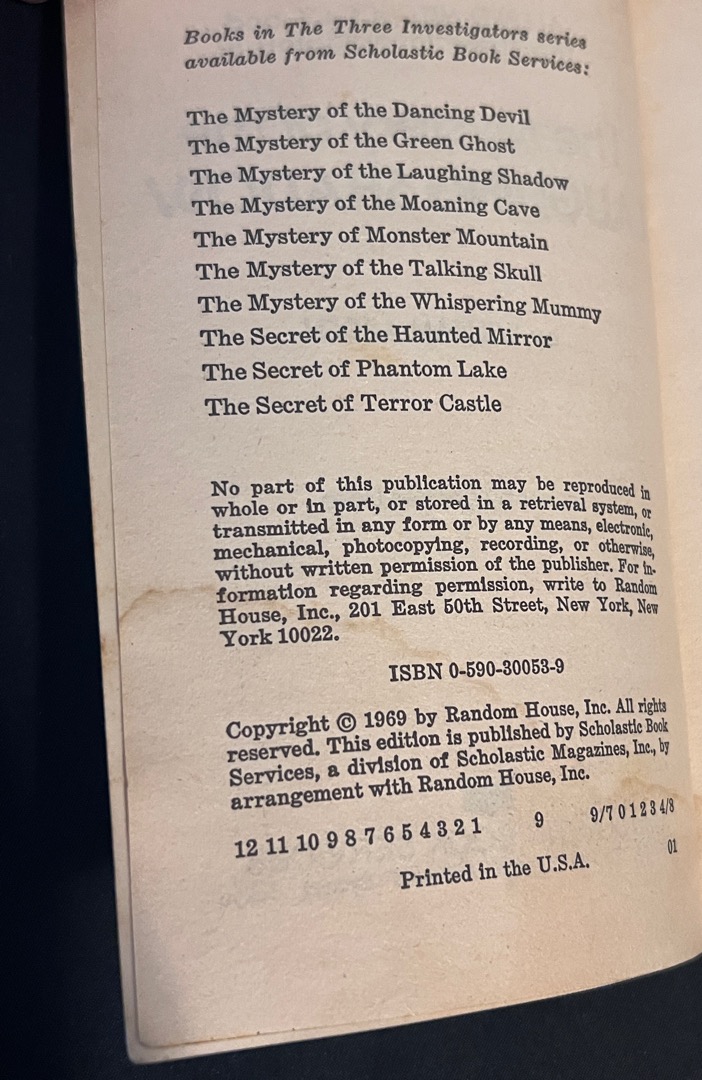 Books in The Three Investigators series
available from Scholastic Book Services:
The Mystery of the Dancing Devil
The Mystery of the Green Ghost
The Mystery of the Laughing Shadow
The Mystery of the Moaning Cave
The Mystery of Monster Mountain
The Mystery of the Talking Skull
The Mystery of the Whispering Mummy
The Secret of the Haunted Mirror
The Secret of Phantom Lake
The Secret of Terror Castle
No part of this publication may be reproduced in
whole or in part, or stored in a retrieval system, or
transmitted in any form or by any means, electronic,
mechanical, photocopying, recording, or otherwise,
without written permission of the publisher. For in-
formation regarding permission, write to Random
House, Inc., 201 East 50th Street, New York, New
York 10022.
ISBN 0-590-30053-9
Copyright © 1969 by Random House, Inc. All rights
reserved. This edition is published by Scholastic Book
Services, a division of Scholastic Magazines, Inc., by
arrangement with Random House, Inc.
12 11 10 9 8 7 6 5 4 3 2 1 9 9/7 0 1 2 3 4/8
01
Printed in the U.S.A.